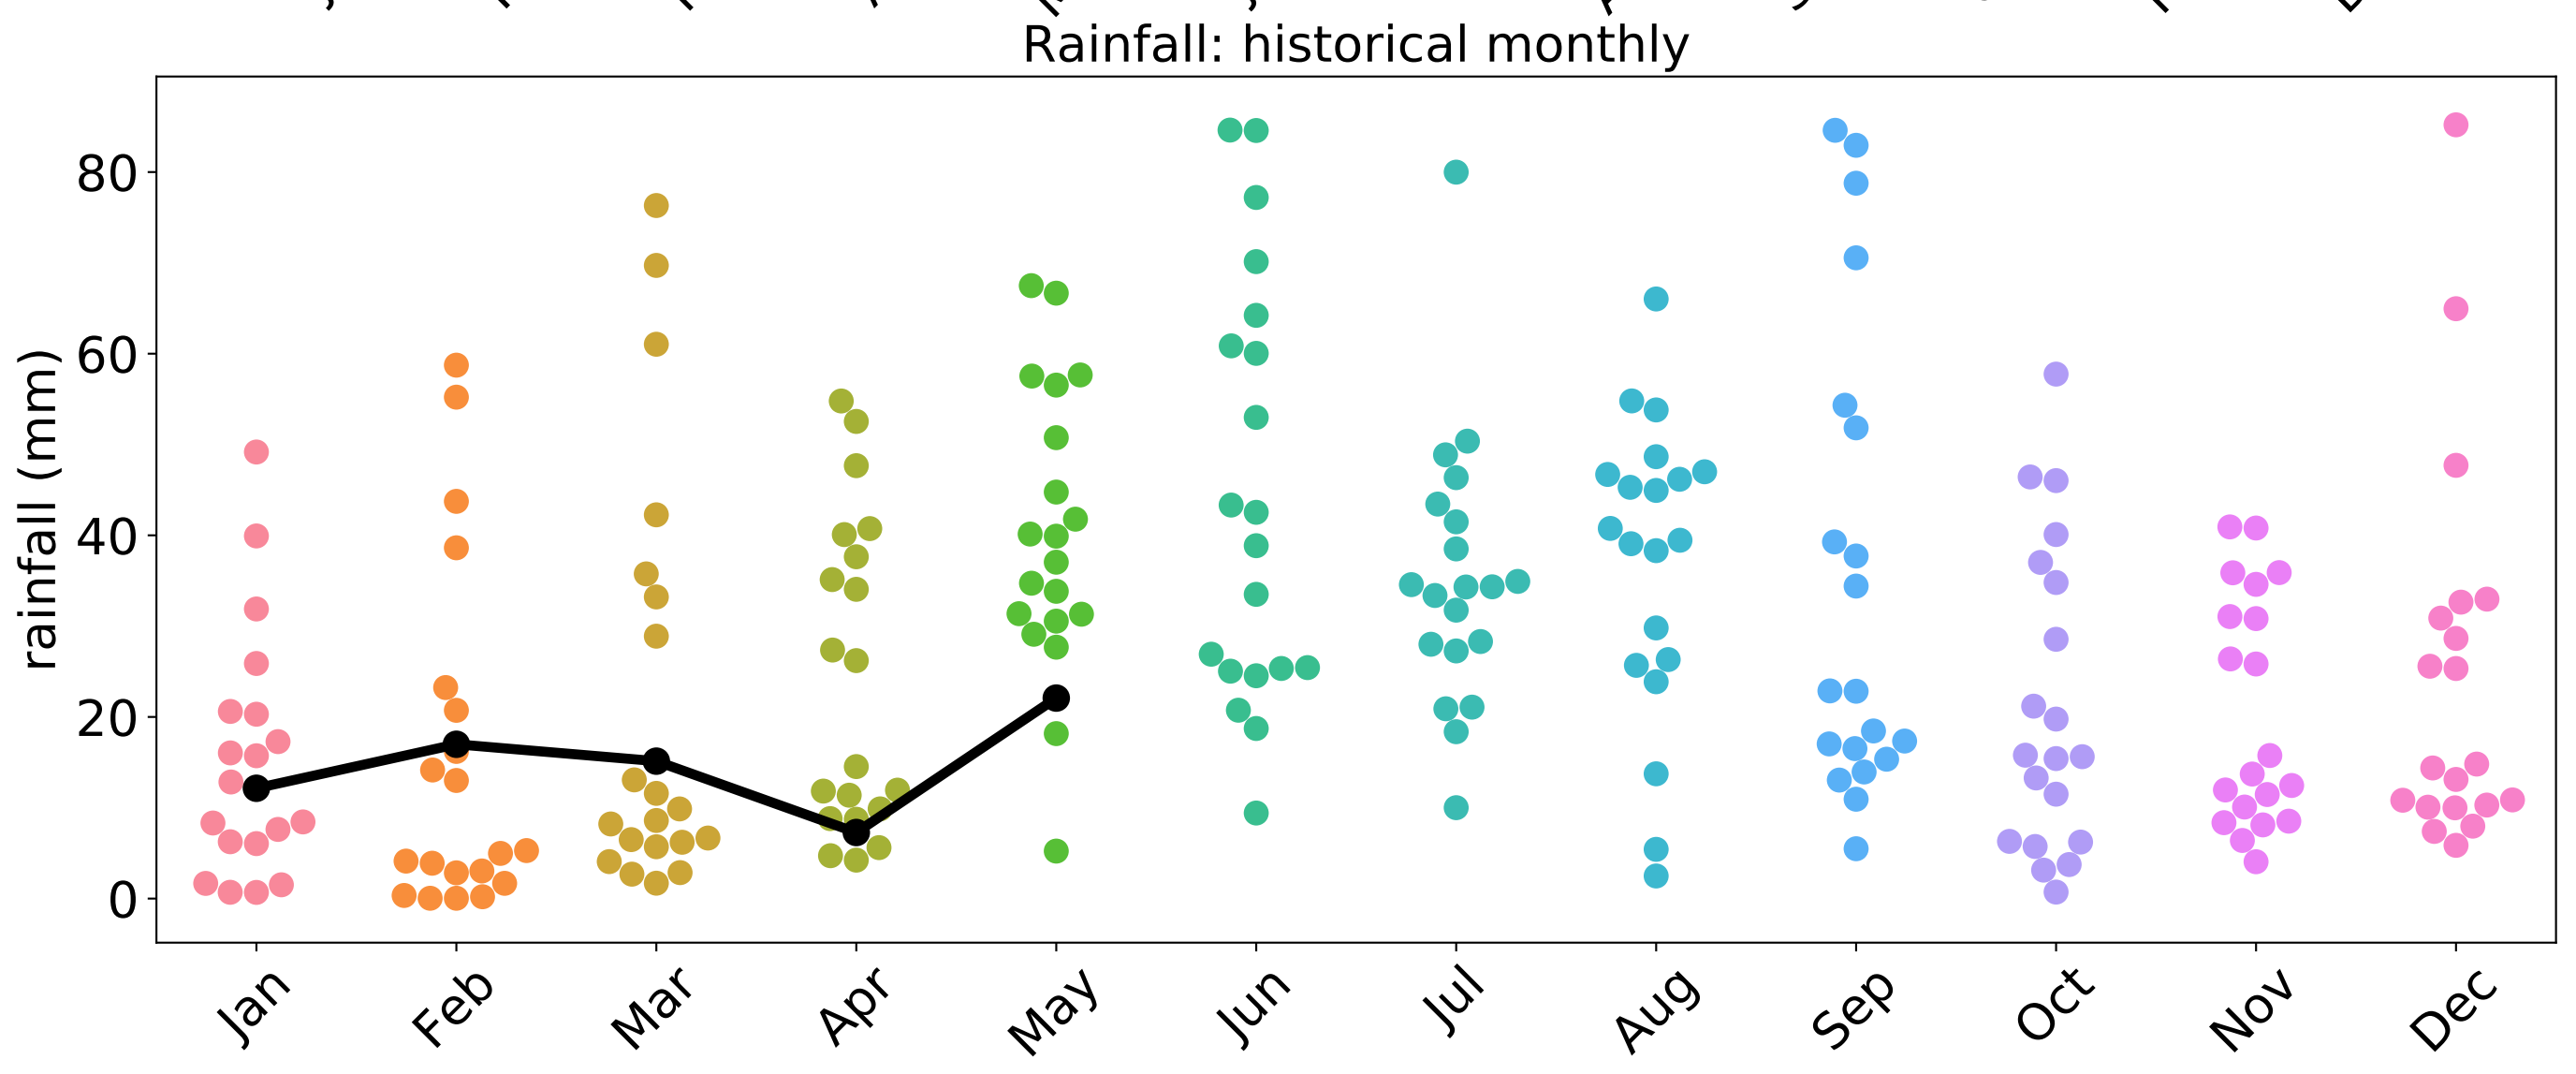 Rainfall: historical monthly
rainfall (mm)
80
60
40
20
0
Jan
Feb
Mar
Apr
May
Jun
Jul
Aug
Sep
Oct
Nov
Dec